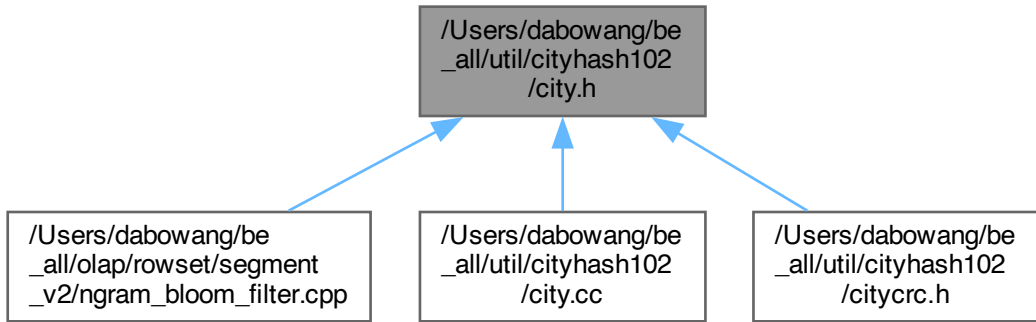 /Users/dabowang/be
_all/util/cityhash102
/city.h
/Users/dabowang/be
_all/olap/rowset/segment
_v2/ngram_bloom_filter.cpp
/Users/dabowang/be
_all/util/cityhash102
/city.cc
/Users/dabowang/be
_all/util/cityhash102
/citycrc.h